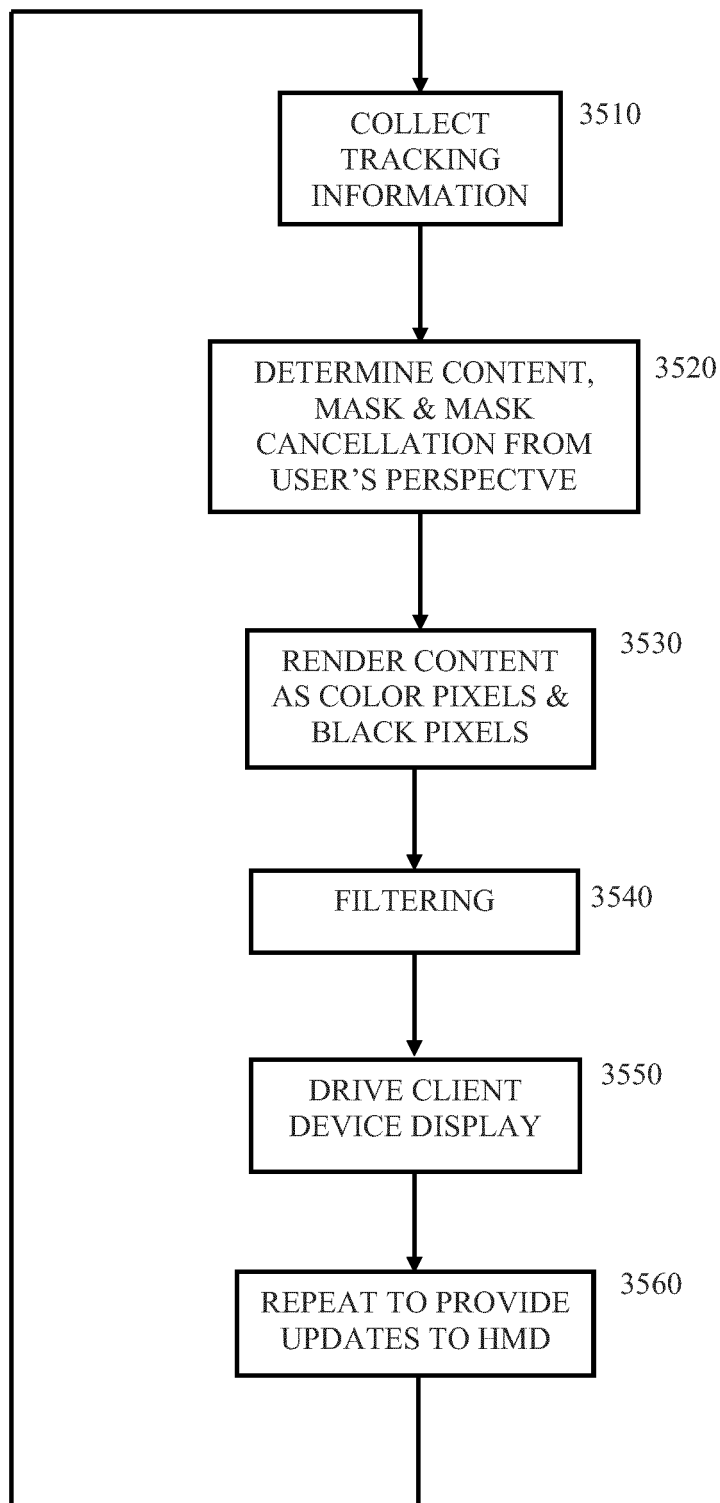 COLLECT
TRACKING
INFORMATION
3510
DETERMINE CONTENT,
MASK & MASK
CANCELLATION FROM
USER’S PERSPECTVE
3520
RENDER CONTENT
AS COLOR PIXELS &
BLACK PIXELS
3530
FILTERING
3540
DRIVE CLIENT
DEVICE DISPLAY
3550
REPEAT TO PROVIDE
UPDATES TO HMD
3560